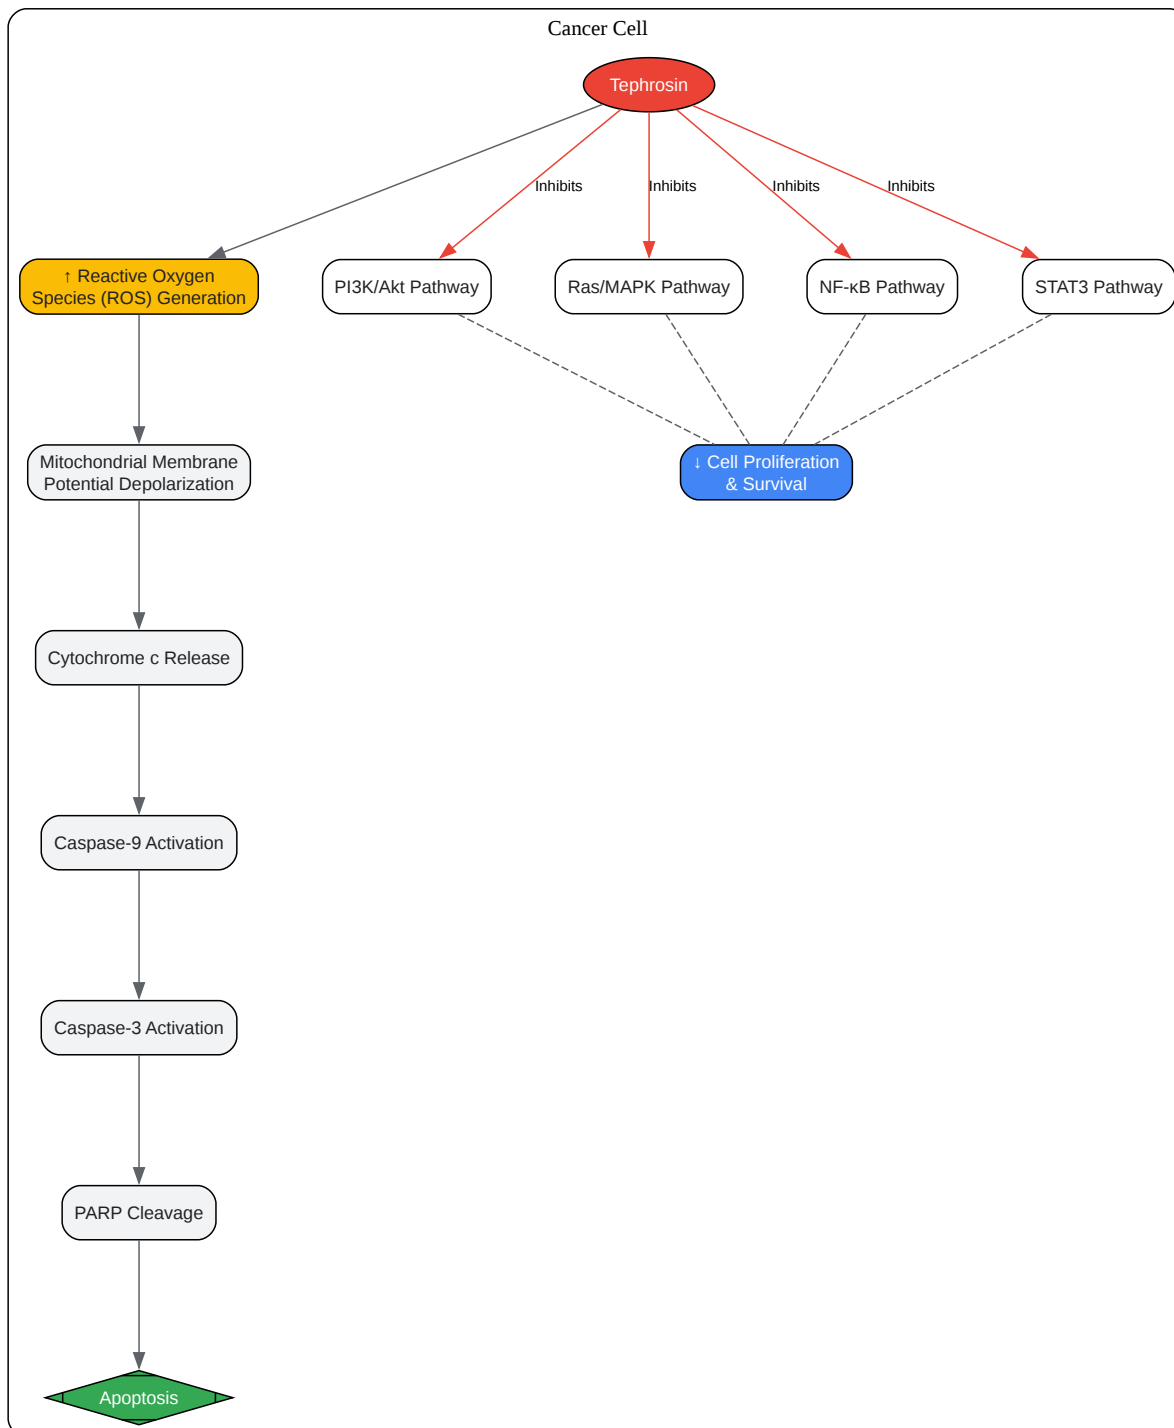 Cancer Cell
Tephrosin
Inhibits
Inhibits
Inhibits
Inhibits
↑ Reactive Oxygen
Species (ROS) Generation
PI3K/Akt Pathway
Ras/MAPK Pathway
NF-κB Pathway
STAT3 Pathway
Mitochondrial Membrane
Potential Depolarization
↓ Cell Proliferation
& Survival
Cytochrome c Release
Caspase-9 Activation
Caspase-3 Activation
PARP Cleavage
Apoptosis